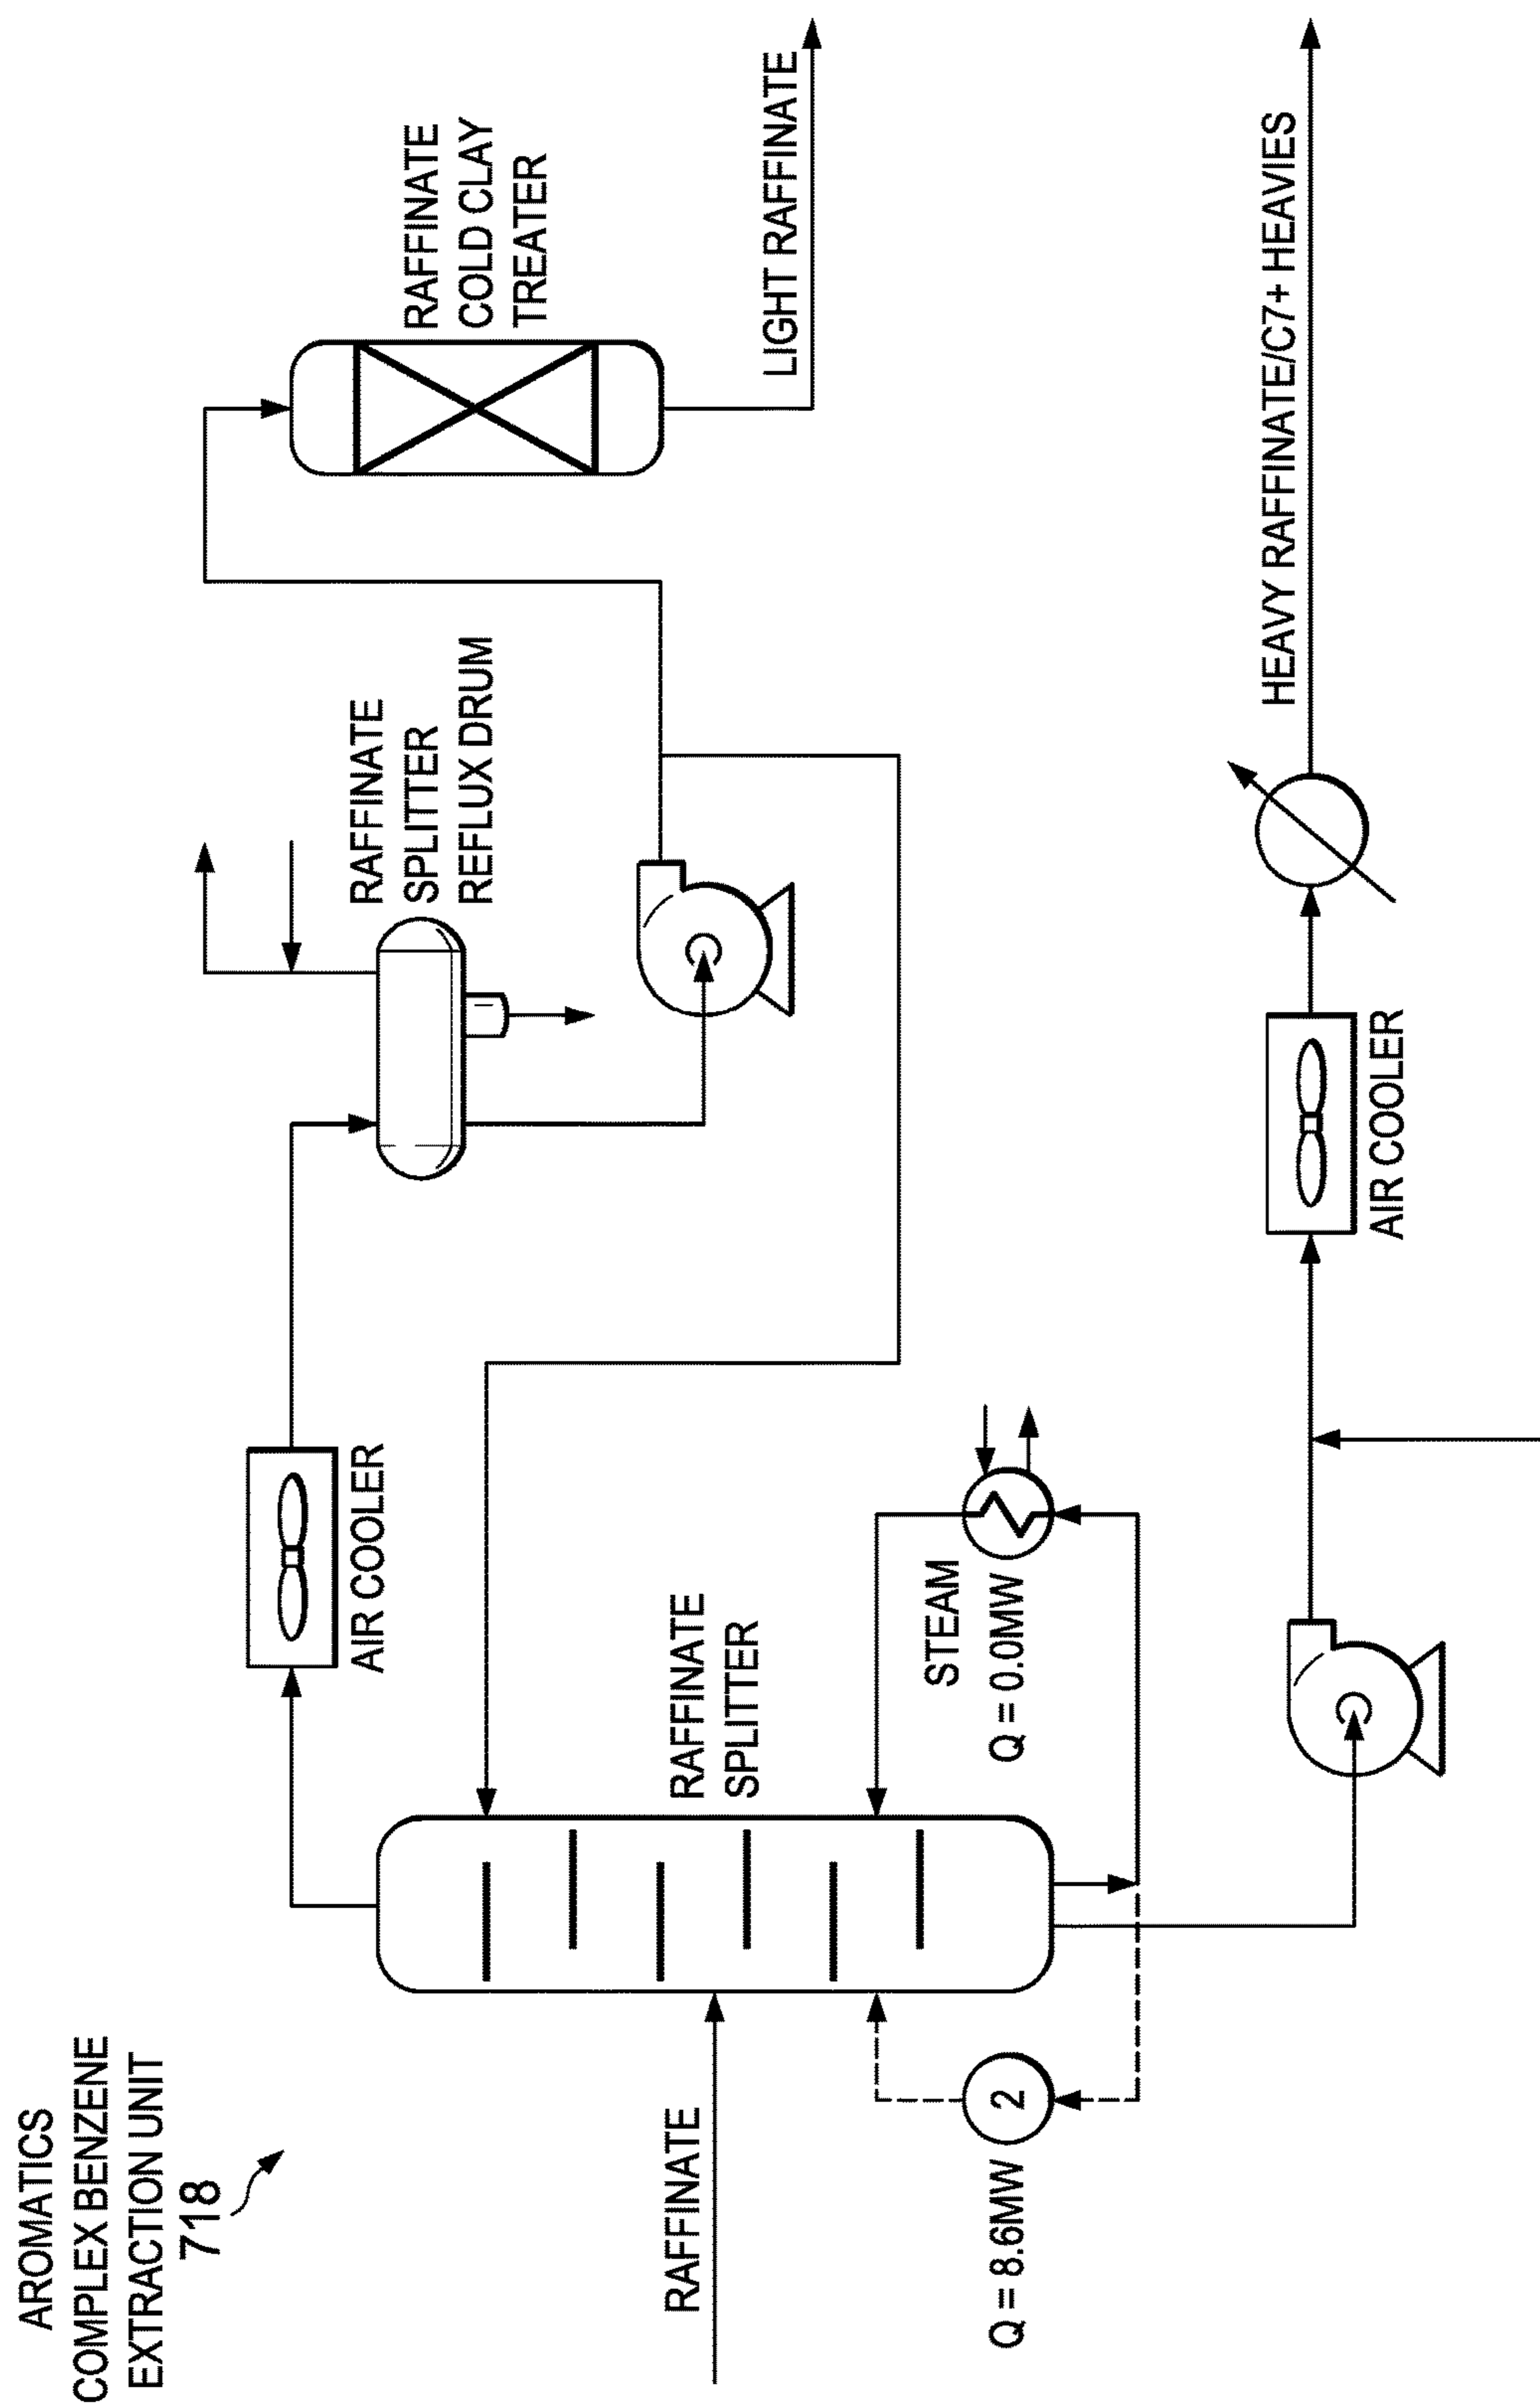 AROMATICS
COMPLEX BENZENE
EXTRACTION UNIT
718
RAFFINATE
Q = 8.6MW
2
RAFFINATE
SPLITTER
STEAM
Q = 0.0MW
AIR COOLER
RAFFINATE
SPLITTER
REFLUX DRUM
RAFFINATE
COLD CLAY
TREATER
LIGHT RAFFINATE
AIR COOLER
HEAVY RAFFINATE/C7+ HEAVIES